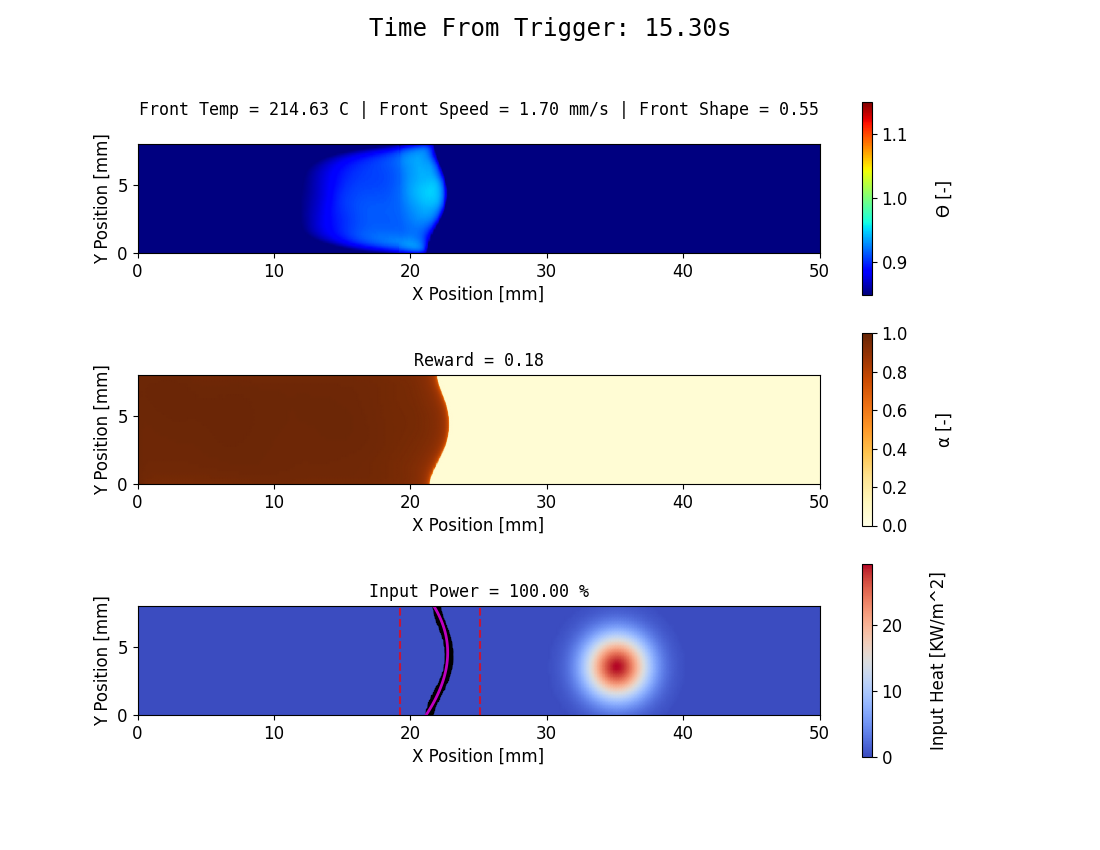 Time From Trigger: 15.30s
Front Temp = 214.63 C | Front Speed = 1.70 mm/s | Front Shape = 0.55
Y Position [mm]
5
0
0 10 20 30 40 50
X Position [mm]
1.1
1.0
0.9
Θ [-]
Reward = 0.18
Y Position [mm]
5
0
0 10 20 30 40 50
X Position [mm]
1.0
0.8
0.6
0.4
0.2
0.0
α [-]
Input Power = 100.00 %
Y Position [mm]
5
0
0 10 20 30 40 50
X Position [mm]
20
10
0
Input Heat [KW/m^2]